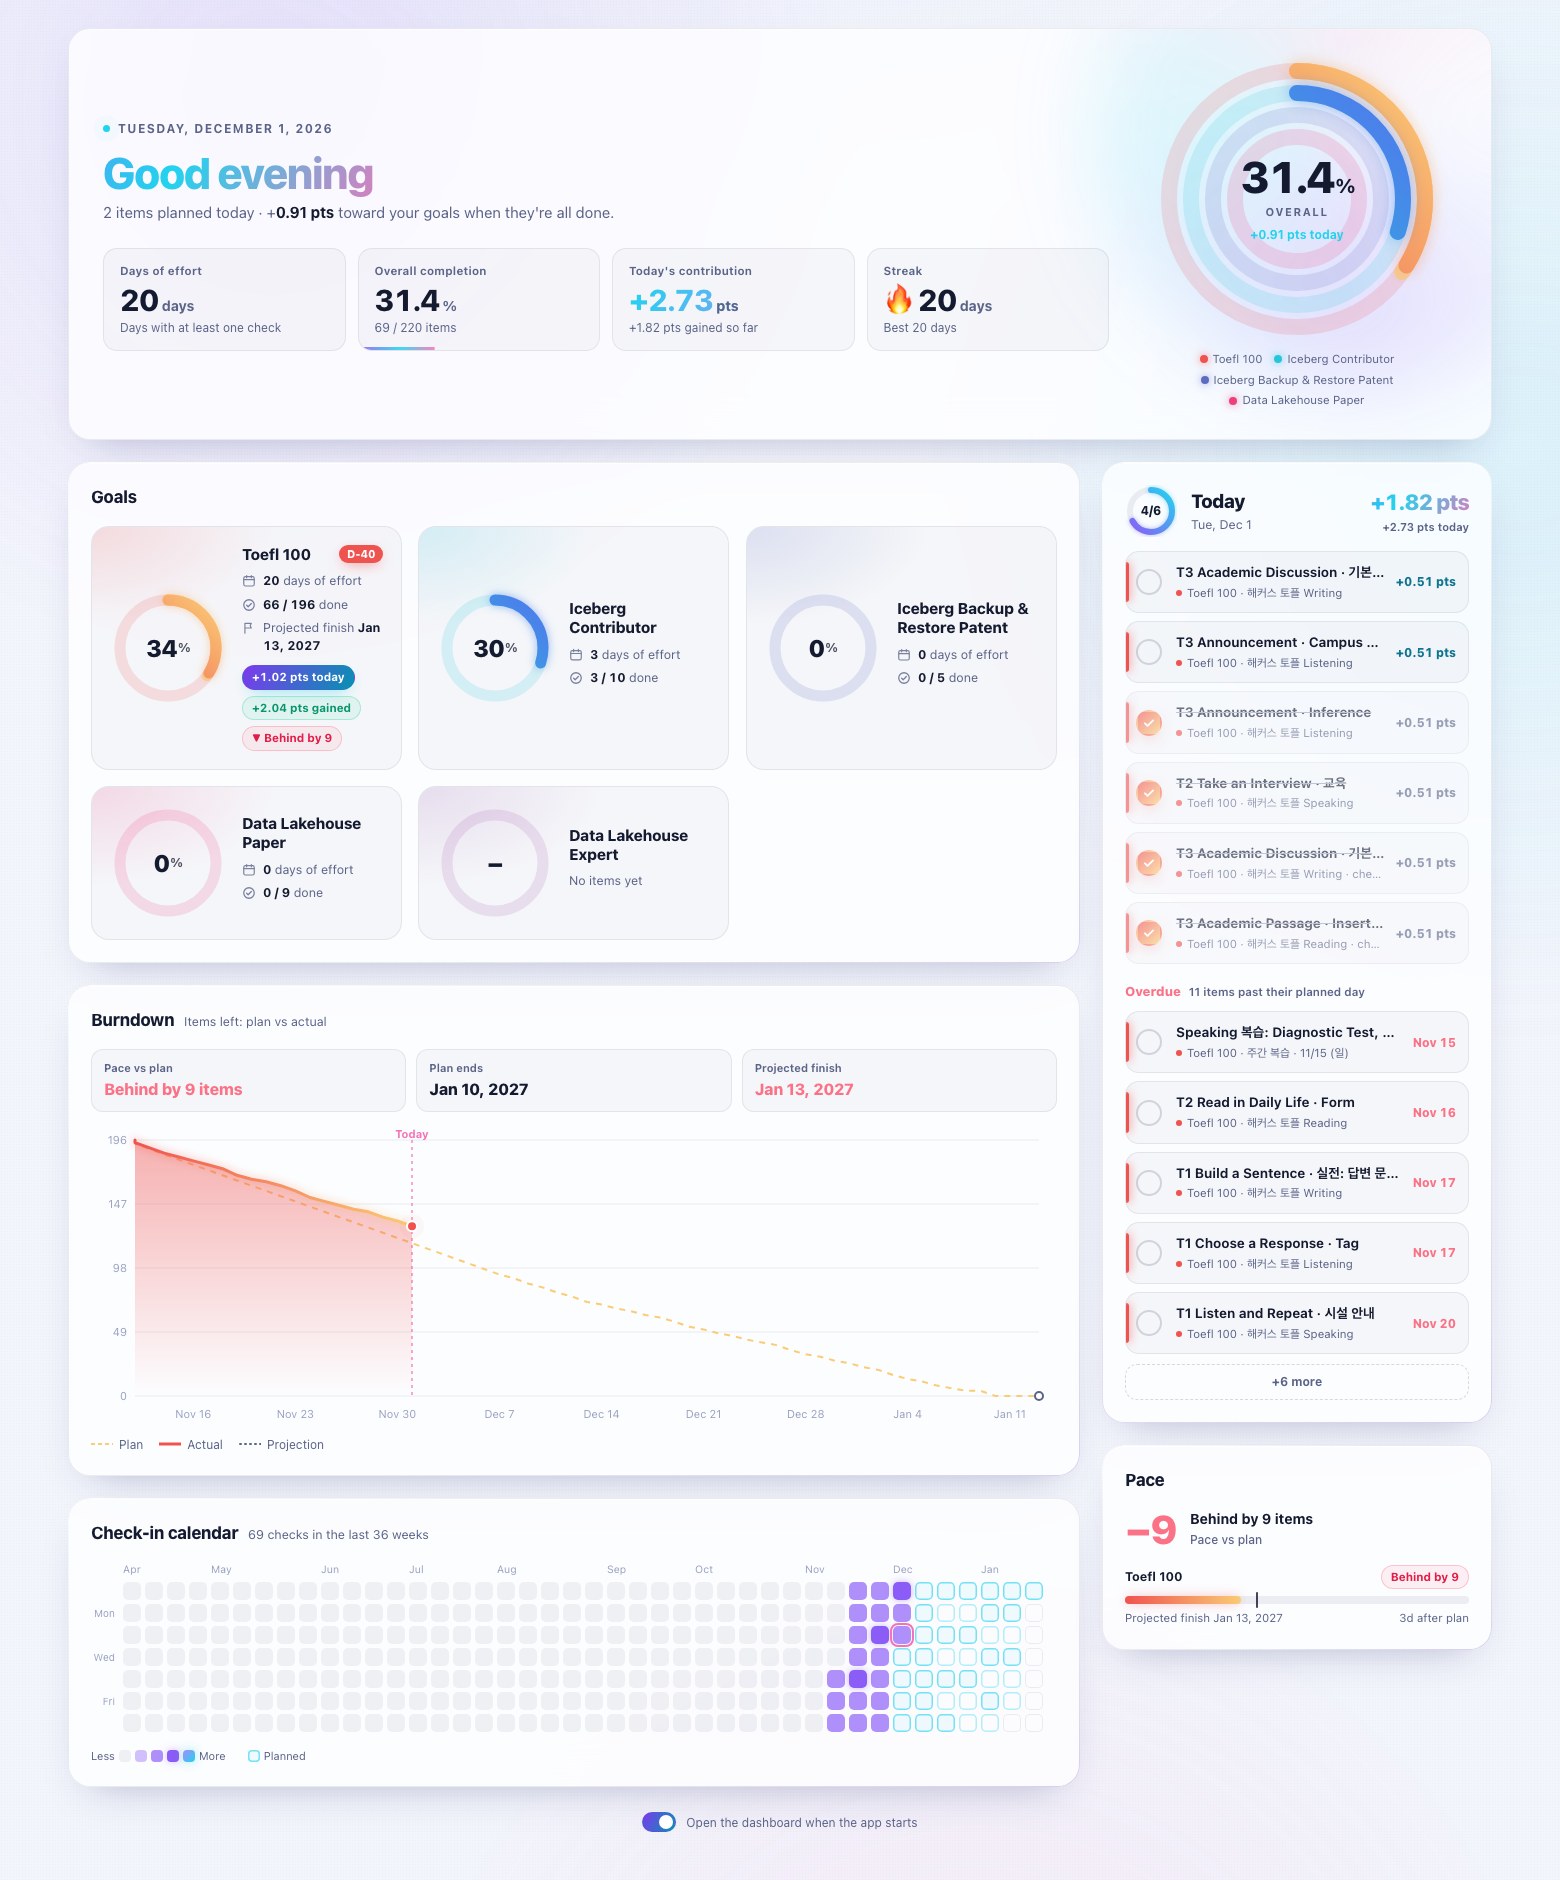 TUESDAY, DECEMBER 1, 2026
Good evening
2 items planned today · +0.91 pts toward your goals when they're all done.
Days of effort
20 days
Days with at least one check
Overall completion
31.4 %
69 / 220 items
Today's contribution
+2.73 pts
+1.82 pts gained so far
Streak
🔥 20 days
Best 20 days
31.4%
OVERALL
+0.91 pts today
Toefl 100
Iceberg Contributor
Iceberg Backup & Restore Patent
Data Lakehouse Paper
Goals
34%
Toefl 100
D-40
20 days of effort
66 / 196 done
Projected finish Jan
13, 2027
+1.02 pts today
+2.04 pts gained
▼ Behind by 9
30%
Iceberg
Contributor
3 days of effort
3 / 10 done
0%
Iceberg Backup &
Restore Patent
0 days of effort
0 / 5 done
0%
Data Lakehouse
Paper
0 days of effort
0 / 9 done
–
Data Lakehouse
Expert
No items yet
Burndown
Items left: plan vs actual
Pace vs plan
Behind by 9 items
Plan ends
Jan 10, 2027
Projected finish
Jan 13, 2027
Today
196
147
98
49
0
Nov 16
Nov 23
Nov 30
Dec 7
Dec 14
Dec 21
Dec 28
Jan 4
Jan 11
Plan
Actual
Projection
Check-in calendar
69 checks in the last 36 weeks
Apr
May
Jun
Jul
Aug
Sep
Oct
Nov
Dec
Jan
Mon
Wed
Fri
Less
More
Planned
4/6
Today
Tue, Dec 1
+1.82 pts
+2.73 pts today
T3 Academic Discussion · 기본...
Toefl 100 · 해커스 토플 Writing
+0.51 pts
T3 Announcement · Campus ...
Toefl 100 · 해커스 토플 Listening
+0.51 pts
T3 Announcement · Inference
Toefl 100 · 해커스 토플 Listening
+0.51 pts
T2 Take an Interview · 교육
Toefl 100 · 해커스 토플 Speaking
+0.51 pts
T3 Academic Discussion · 기본...
Toefl 100 · 해커스 토플 Writing · che...
+0.51 pts
T3 Academic Passage · Insert...
Toefl 100 · 해커스 토플 Reading · ch...
+0.51 pts
Overdue
11 items past their planned day
Speaking 복습: Diagnostic Test, ...
Toefl 100 · 주간 복습 · 11/15 (일)
Nov 15
T2 Read in Daily Life · Form
Toefl 100 · 해커스 토플 Reading
Nov 16
T1 Build a Sentence · 실전: 답변 문...
Toefl 100 · 해커스 토플 Writing
Nov 17
T1 Choose a Response · Tag
Toefl 100 · 해커스 토플 Listening
Nov 17
T1 Listen and Repeat · 시설 안내
Toefl 100 · 해커스 토플 Speaking
Nov 20
+6 more
Pace
–9
Behind by 9 items
Pace vs plan
Toefl 100
Behind by 9
Projected finish Jan 13, 2027
3d after plan
Open the dashboard when the app starts